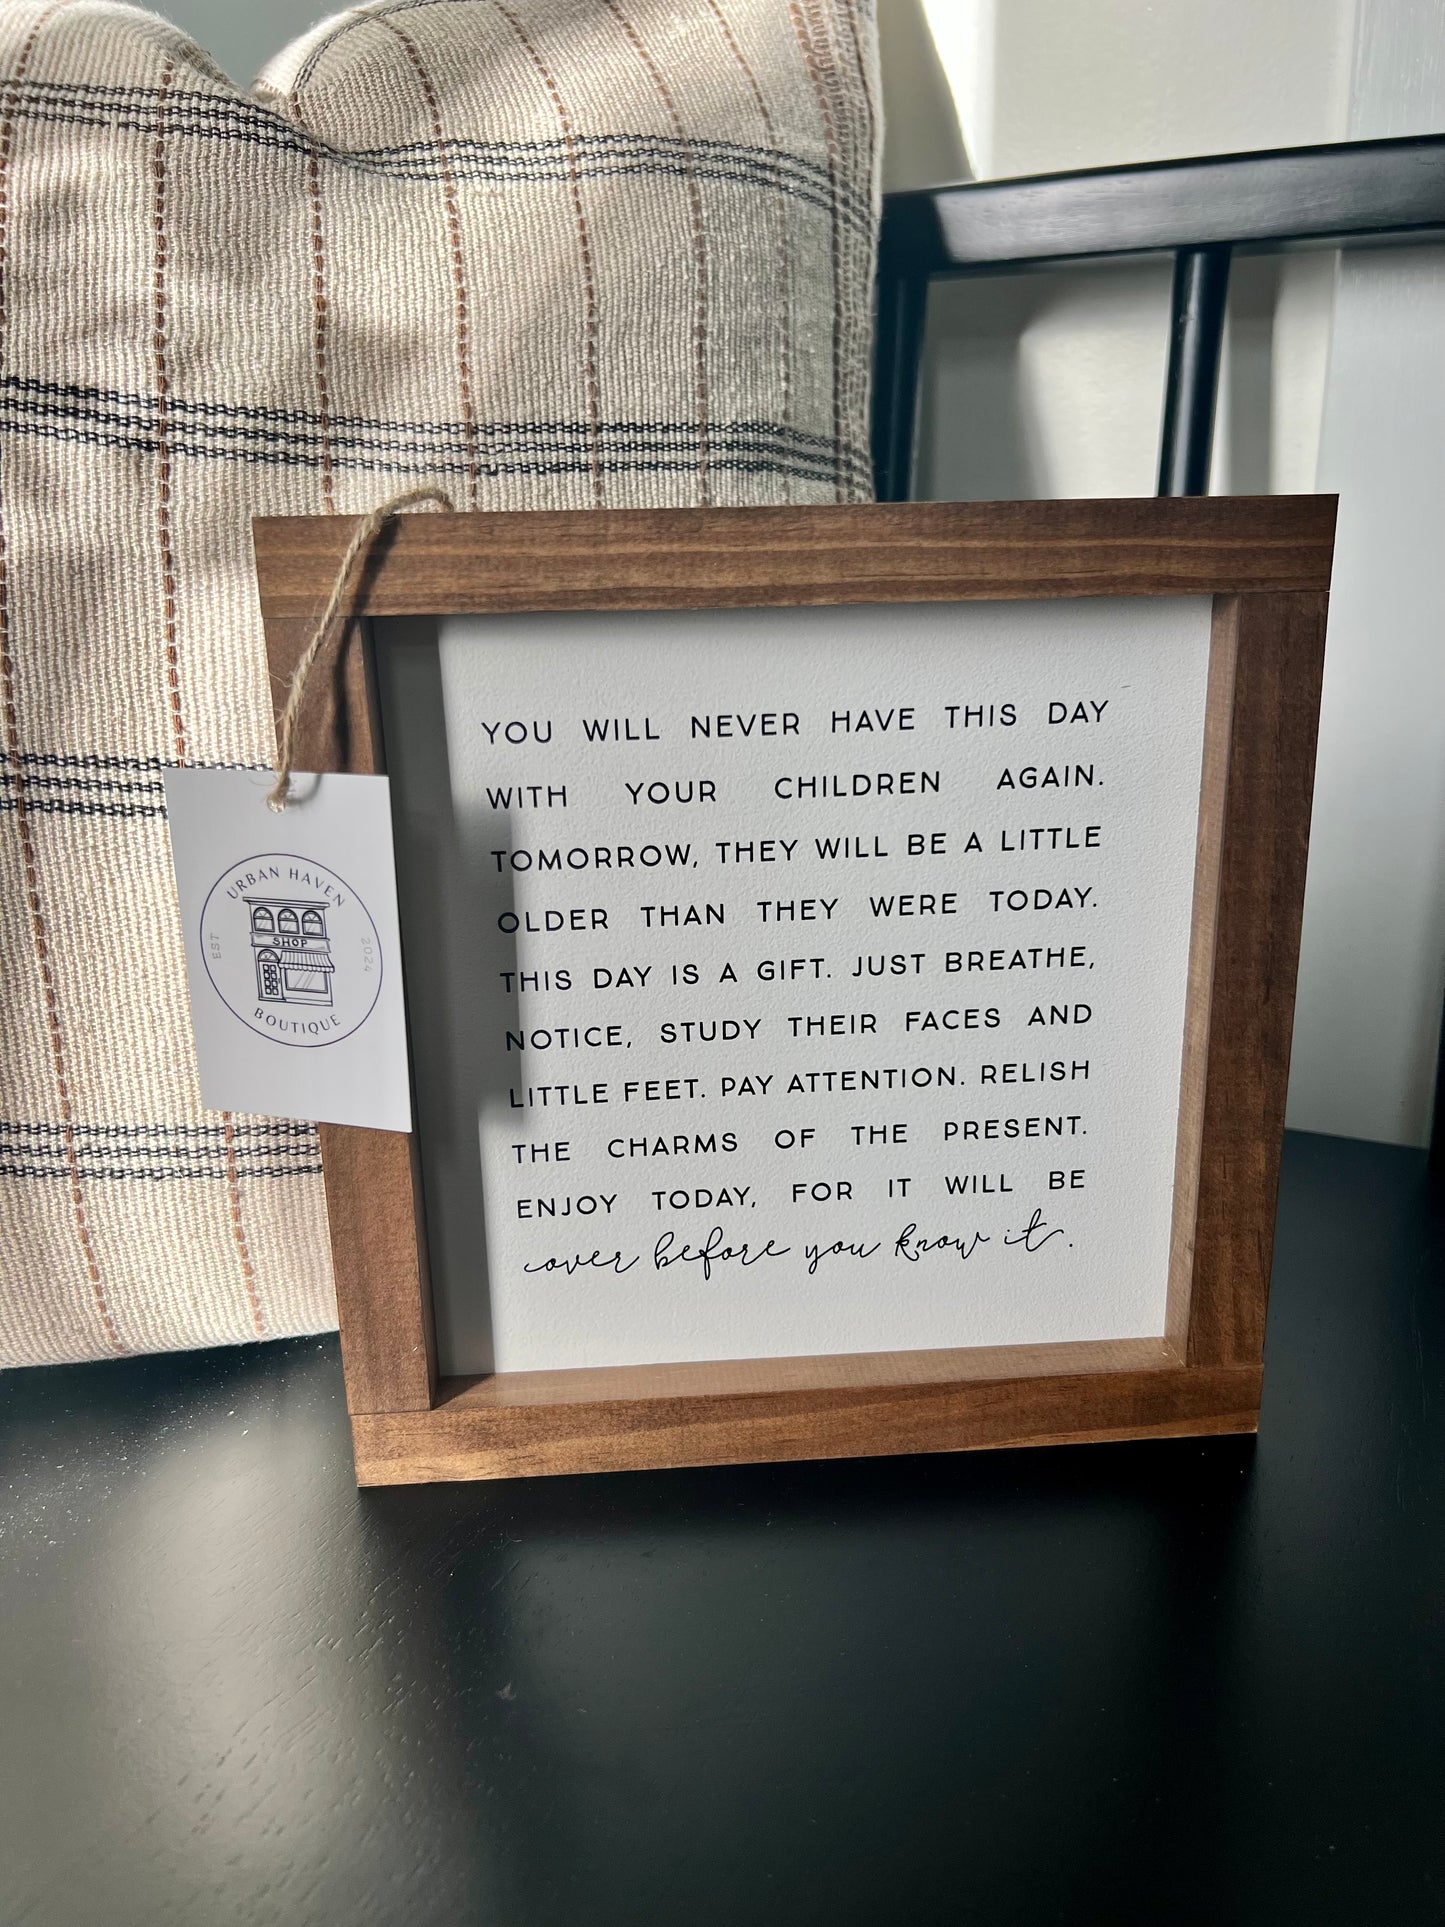 YOU WILL NEVER HAVE THIS DAY
WITH YOUR CHILDREN AGAIN.
TOMORROW, THEY WILL BE A LITTLE
OLDER THAN THEY WERE TODAY.
THIS DAY IS A GIFT. JUST BREATHE,
NOTICE, STUDY THEIR FACES AND
LITTLE FEET. PAY ATTENTION. RELISH
THE CHARMS OF THE PRESENT.
ENJOY TODAY, FOR IT WILL BE
over before you know it.
URBAN HAVEN
SHOP
EST
2024
BOUTIQUE